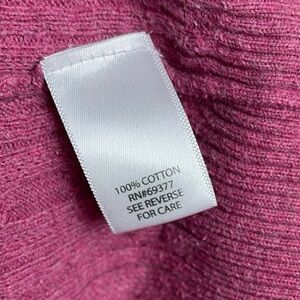 100% COTTON
RN#69377
SEE REVERSE
FOR CARE